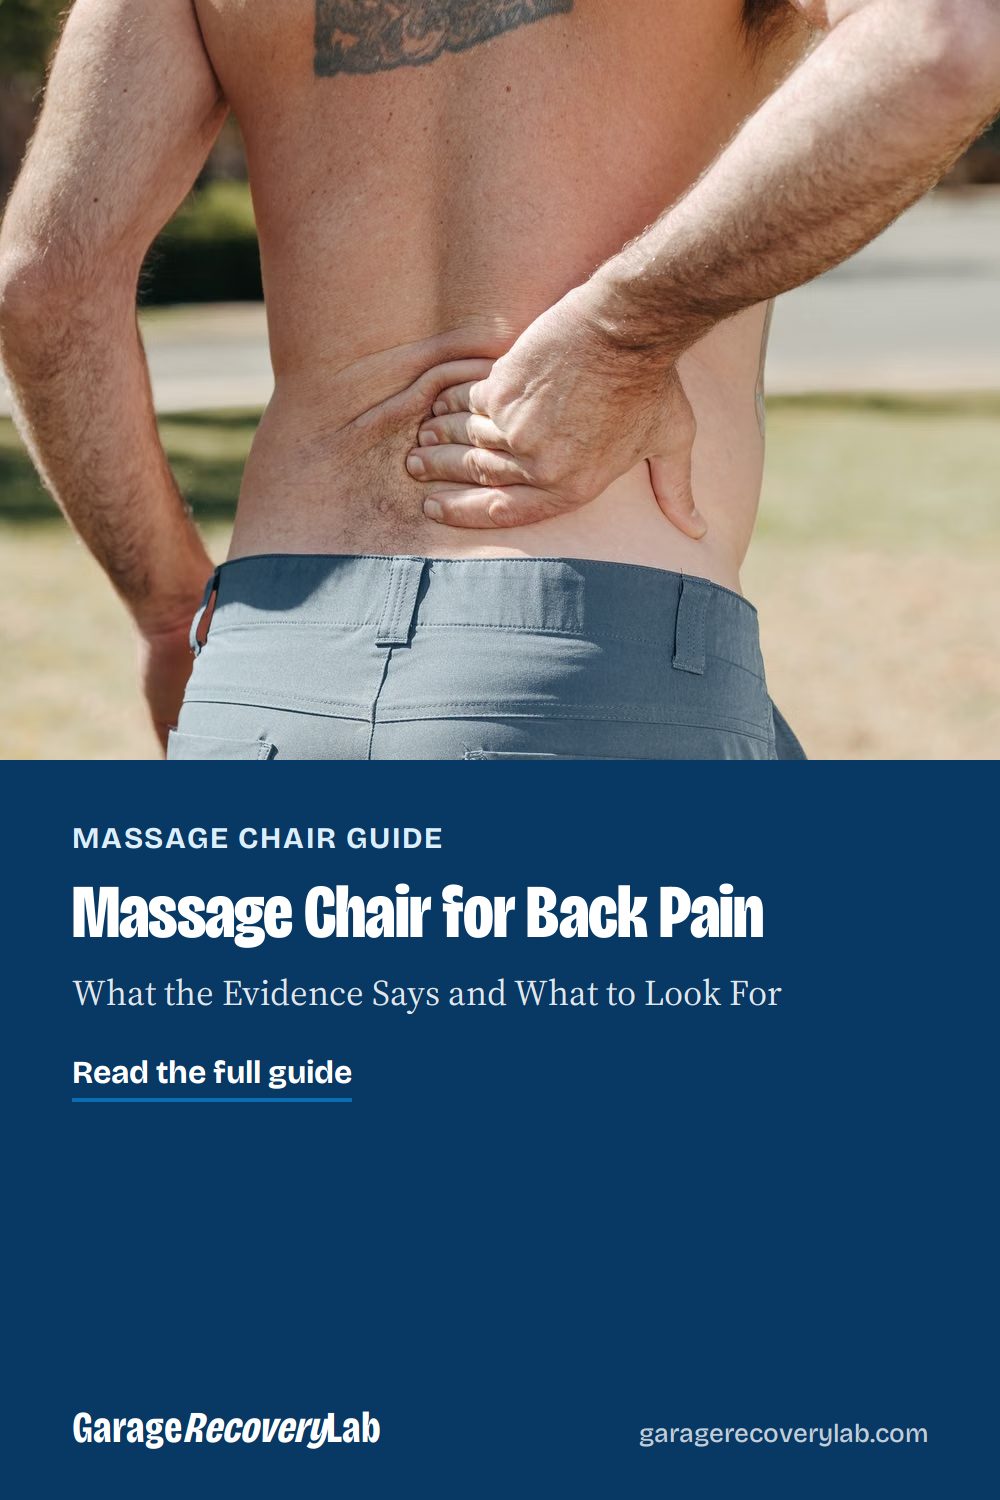 MASSAGE CHAIR GUIDE
Massage Chair for Back Pain
What the Evidence Says and What to Look For
Read the full guide
GarageRecoveryLab
garagerecoverylab.com